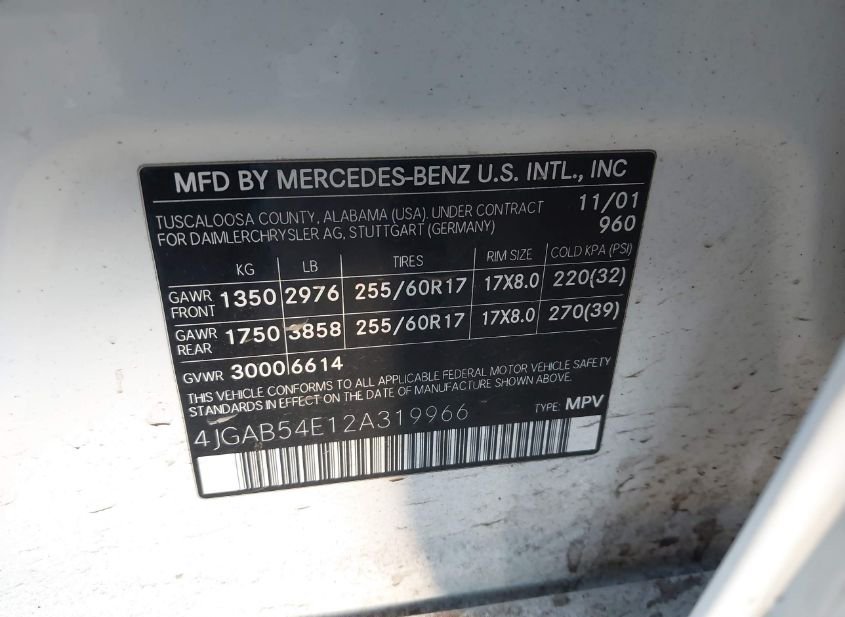 MFD BY MERCEDES-BENZ U.S. INTL., INC
TUSCALOOSA COUNTY, ALABAMA (USA). UNDER CONTRACT 11/01
FOR DAIMLERCHRYSLER AG, STUTTGART (GERMANY) 960
KG LB TIRES RIM SIZE COLD KPA (PSI)
GAWR FRONT 1350 2976 255/60R17 17X8.0 220(32)
GAWR REAR 1750 3858 255/60R17 17X8.0 270(39)
GVWR 3000 6614
THIS VEHICLE CONFORMS TO ALL APPLICABLE FEDERAL MOTOR VEHICLE SAFETY
STANDARDS IN EFFECT ON THE DATE OF MANUFACTURE SHOWN ABOVE.
4JGAB54E12A319966 TYPE: MPV